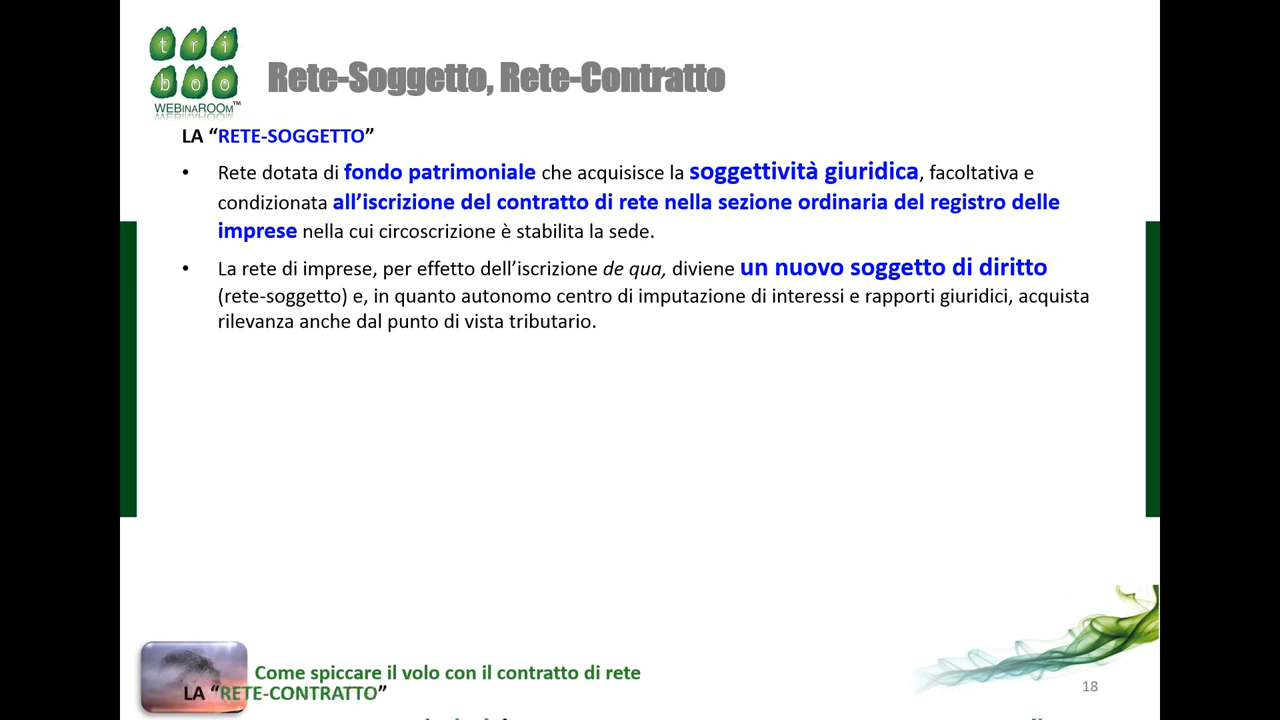 tri
boo
WEBinaROOm™
Rete-Soggetto, Rete-Contratto
LA “RETE-SOGGETTO”
• Rete dotata di fondo patrimoniale che acquisisce la soggettività giuridica, facoltativa e
condizionata all’iscrizione del contratto di rete nella sezione ordinaria del registro delle
imprese nella cui circoscrizione è stabilita la sede.
• La rete di imprese, per effetto dell’iscrizione de qua, diviene un nuovo soggetto di diritto
(rete-soggetto) e, in quanto autonomo centro di imputazione di interessi e rapporti giuridici, acquista
rilevanza anche dal punto di vista tributario.
Come spiccare il volo con il contratto di rete
LA “RETE-CONTRATTO”
18